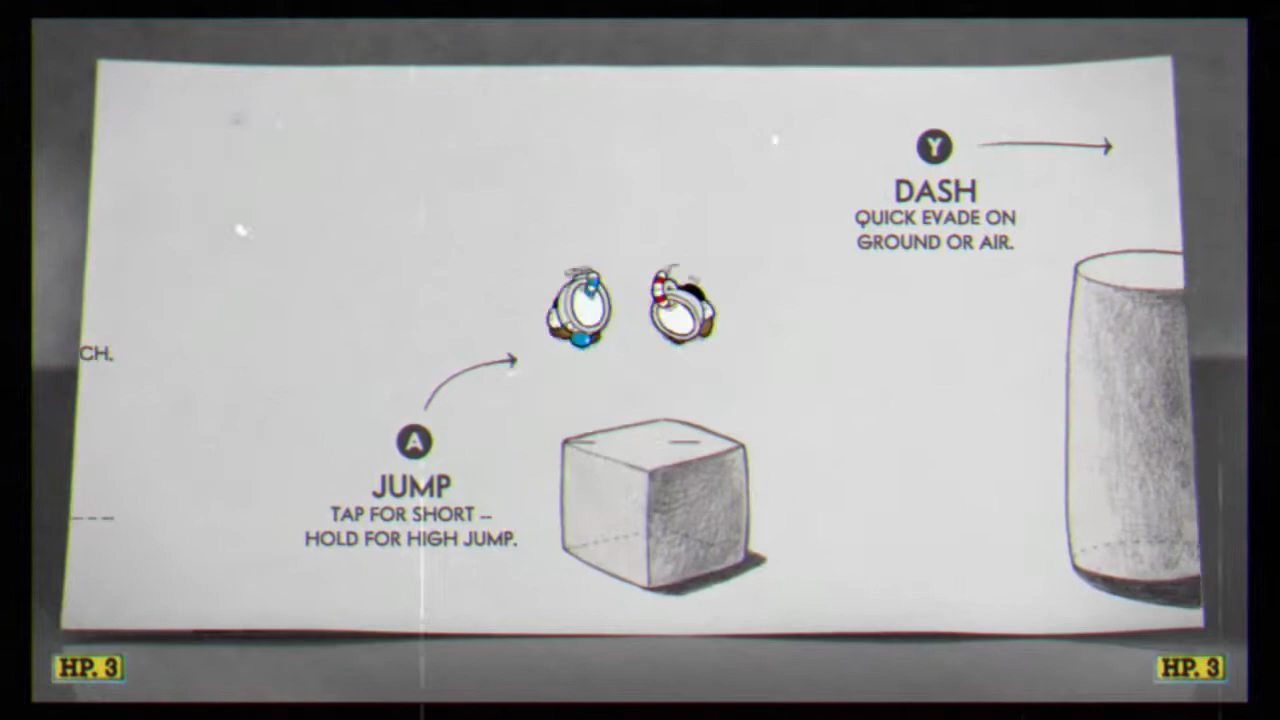 Y
DASH
QUICK EVADE ON
GROUND OR AIR.
CH.
A
JUMP
TAP FOR SHORT --
HOLD FOR HIGH JUMP.
HP. 3
HP. 3